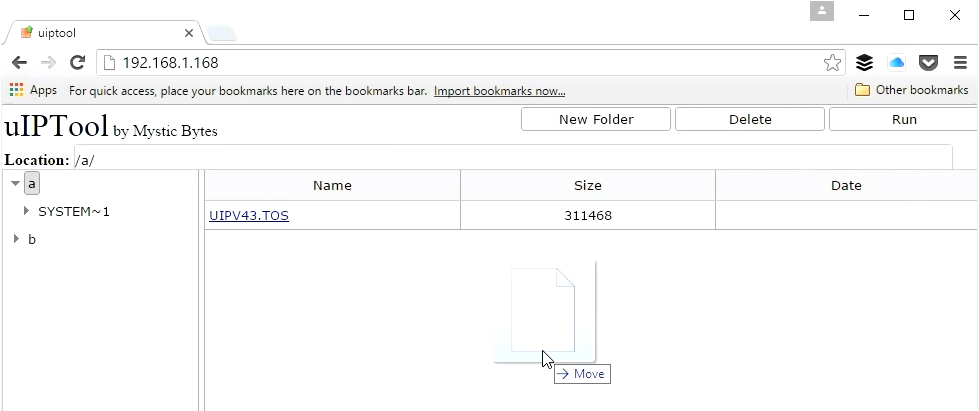 uiptool
192.168.1.168
Apps For quick access, place your bookmarks here on the bookmarks bar. Import bookmarks now... Other bookmarks
uIPTool by Mystic Bytes New Folder Delete Run
Location: /a/
a Name Size Date
SYSTEM~1 UIPV43.TOS 311468
b
Move